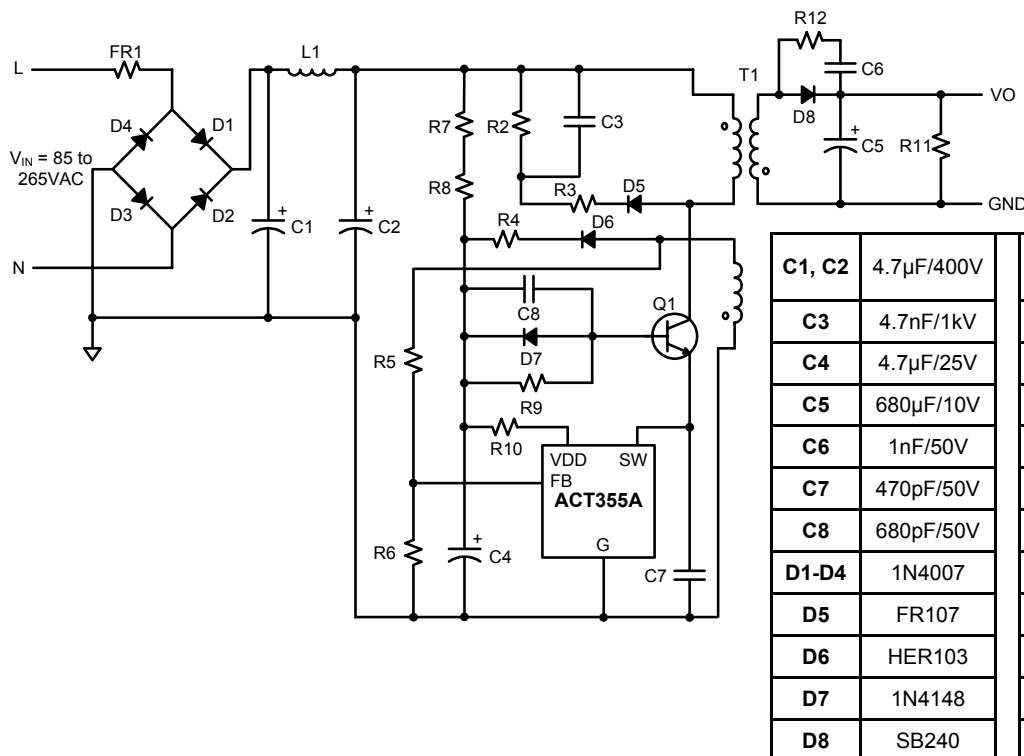 L
FR1
L1
D4
D1
V_IN = 85 to
265VAC
D3
D2
N
C1
+
C2
+
R7
R8
R2
C3
R3
D5
R4
D6
C8
D7
R9
R10
R5
R6
C4
+
Q1
VDD
SW
FB
ACT355A
G
C7
T1
R12
C6
D8
C5
+
R11
VO
GND
C1, C2 4.7µF/400V
C3 4.7nF/1kV
C4 4.7µF/25V
C5 680µF/10V
C6 1nF/50V
C7 470pF/50V
C8 680pF/50V
D1-D4 1N4007
D5 FR107
D6 HER103
D7 1N4148
D8 SB240